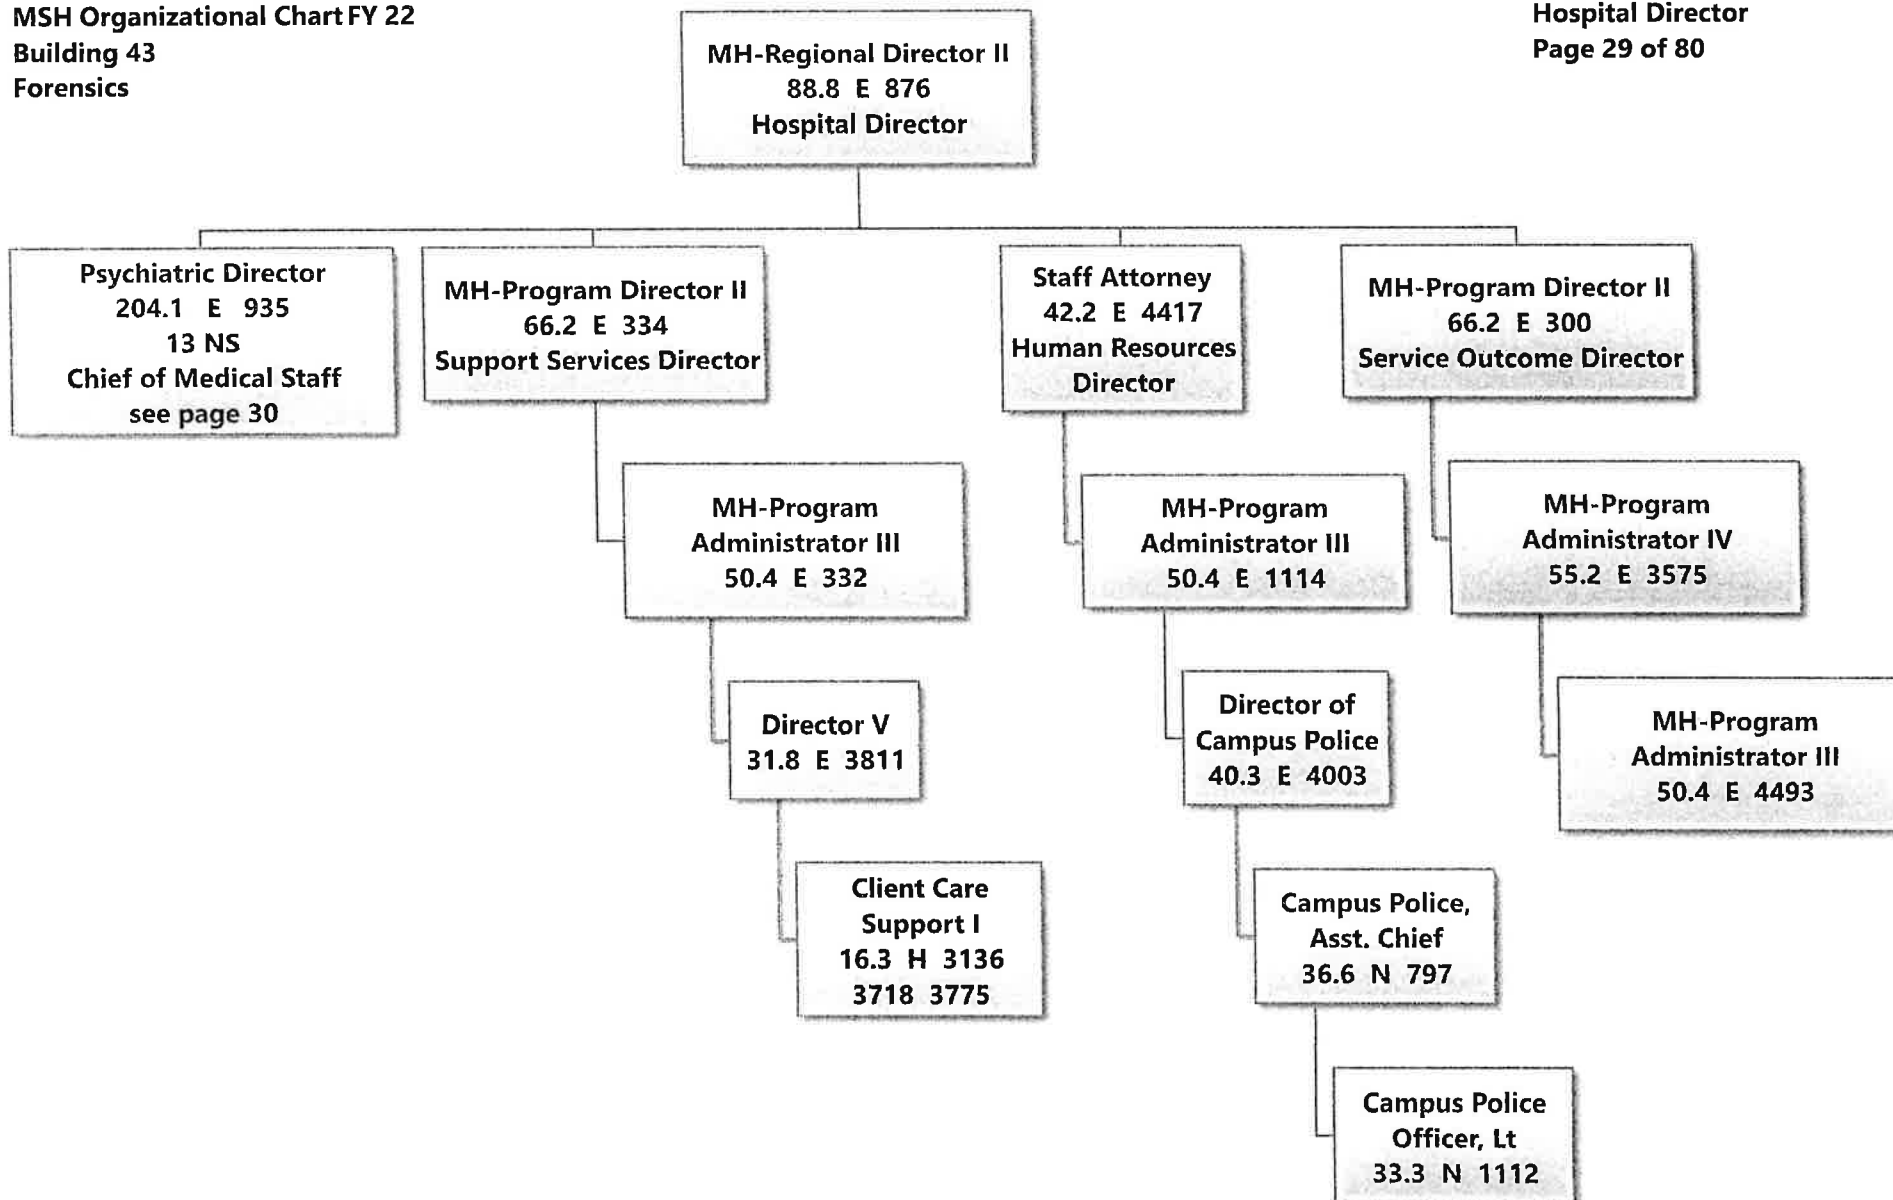 MSH Organizational Chart FY 22
Building 43
Forensics
Hospital Director
Page 29 of 80
MH-Regional Director II
88.8 E 876
Hospital Director
Psychiatric Director
204.1 E 935
13 NS
Chief of Medical Staff
see page 30
MH-Program Director II
66.2 E 334
Support Services Director
Staff Attorney
42.2 E 4417
Human Resources
Director
MH-Program Director II
66.2 E 300
Service Outcome Director
MH-Program
Administrator III
50.4 E 332
MH-Program
Administrator III
50.4 E 1114
MH-Program
Administrator IV
55.2 E 3575
Director V
31.8 E 3811
Director of
Campus Police
40.3 E 4003
MH-Program
Administrator III
50.4 E 4493
Client Care
Support I
16.3 H 3136
3718 3775
Campus Police,
Asst. Chief
36.6 N 797
Campus Police
Officer, Lt
33.3 N 1112